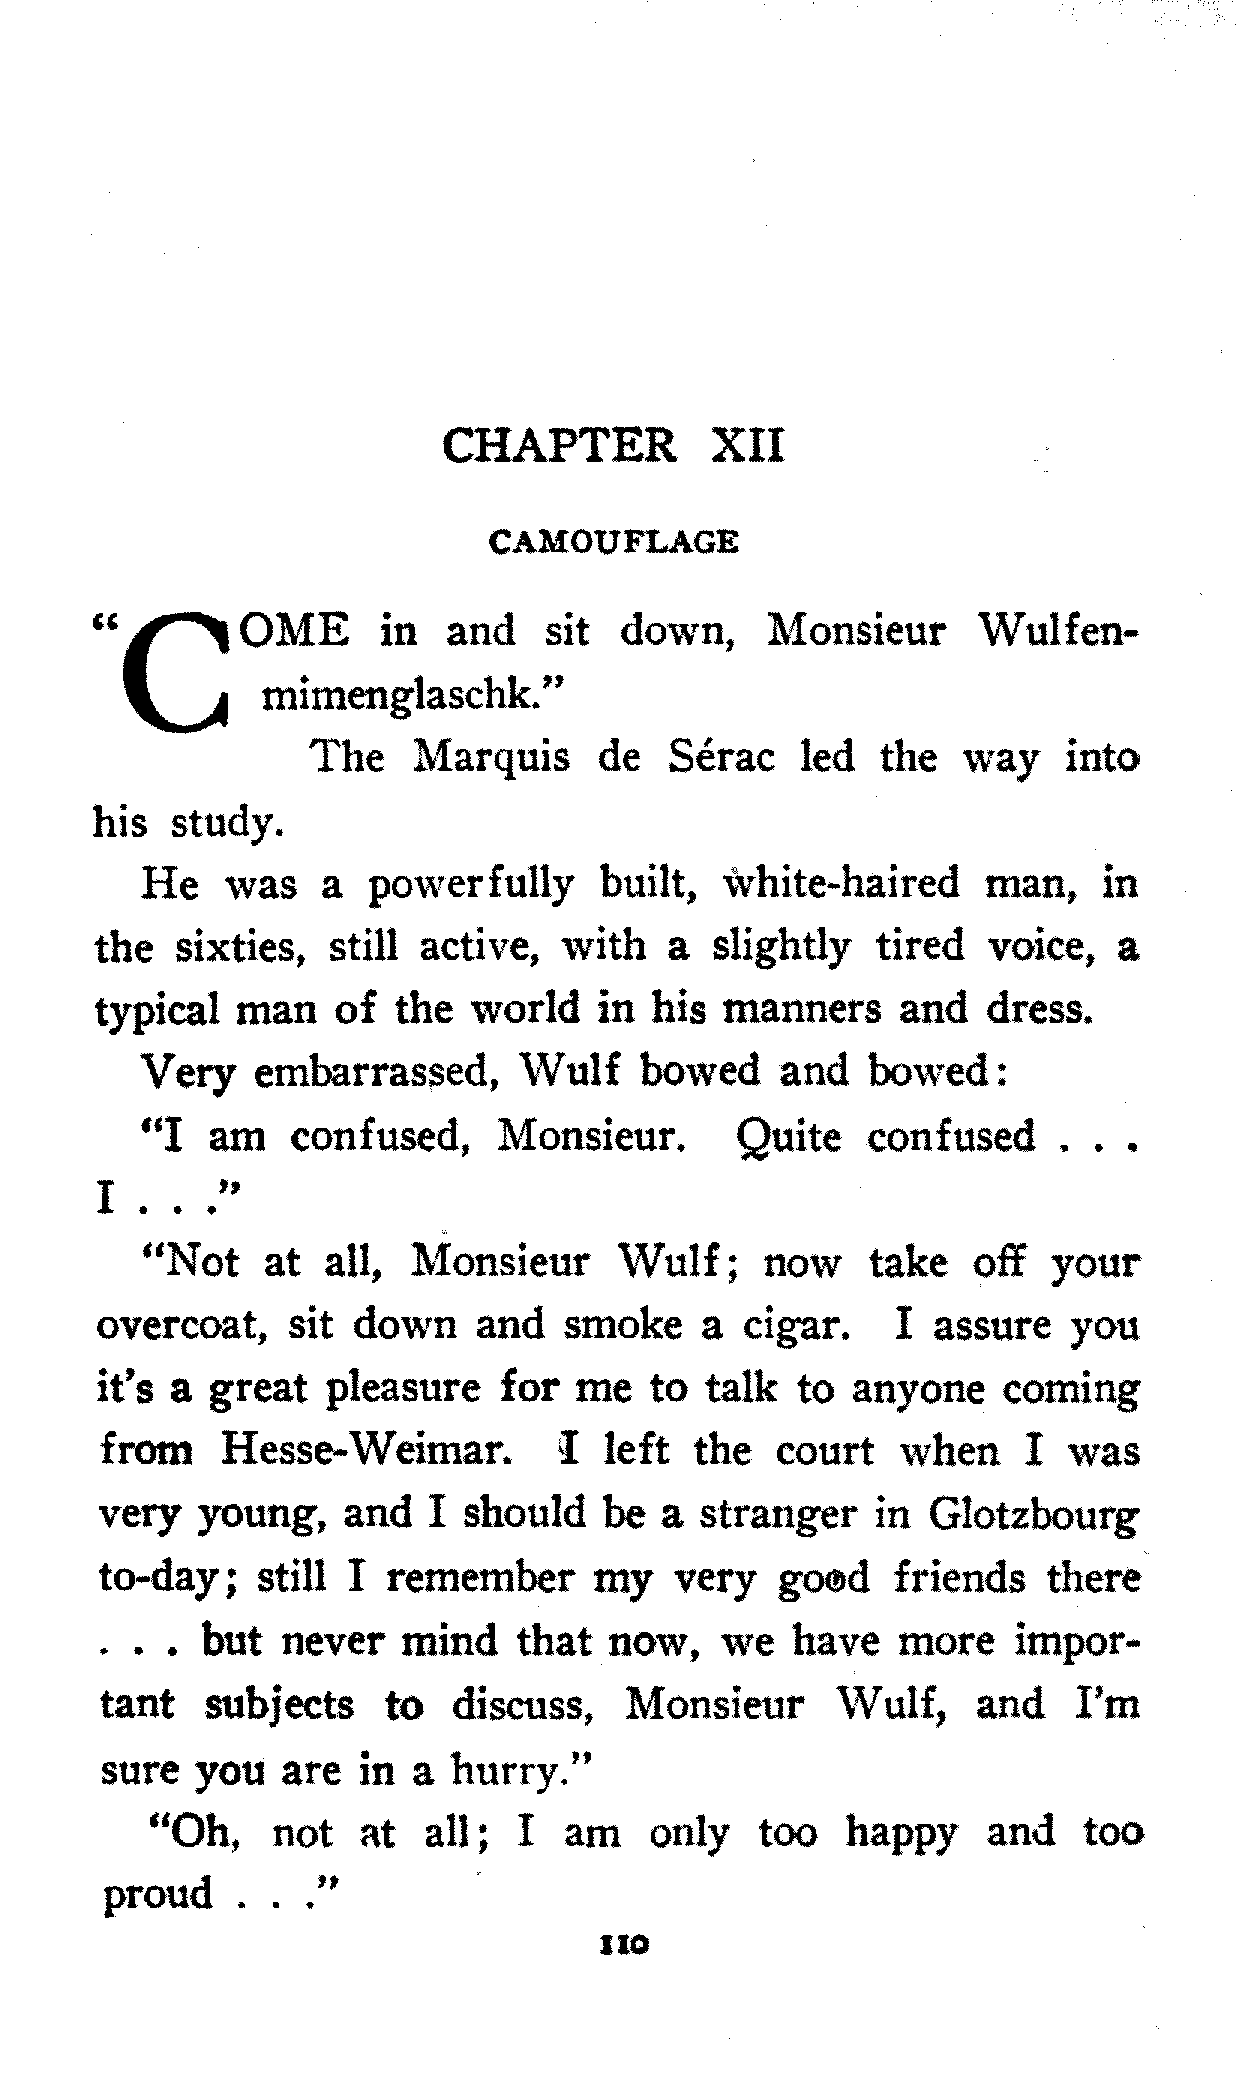 CHAPTER XII
CAMOUFLAGE
"COME in and sit down, Monsieur Wulfen-
mimenglaschk."
The Marquis de Sérac led the way into
his study.
He was a powerfully built, white-haired man, in
the sixties, still active, with a slightly tired voice, a
typical man of the world in his manners and dress.
Very embarrassed, Wulf bowed and bowed:
"I am confused, Monsieur. Quite confused . . .
I . . ."
"Not at all, Monsieur Wulf; now take off your
overcoat, sit down and smoke a cigar. I assure you
it's a great pleasure for me to talk to anyone coming
from Hesse-Weimar. I left the court when I was
very young, and I should be a stranger in Glotzbourg
to-day; still I remember my very good friends there
. . . but never mind that now, we have more impor-
tant subjects to discuss, Monsieur Wulf, and I'm
sure you are in a hurry."
"Oh, not at all; I am only too happy and too
proud . . ."
110